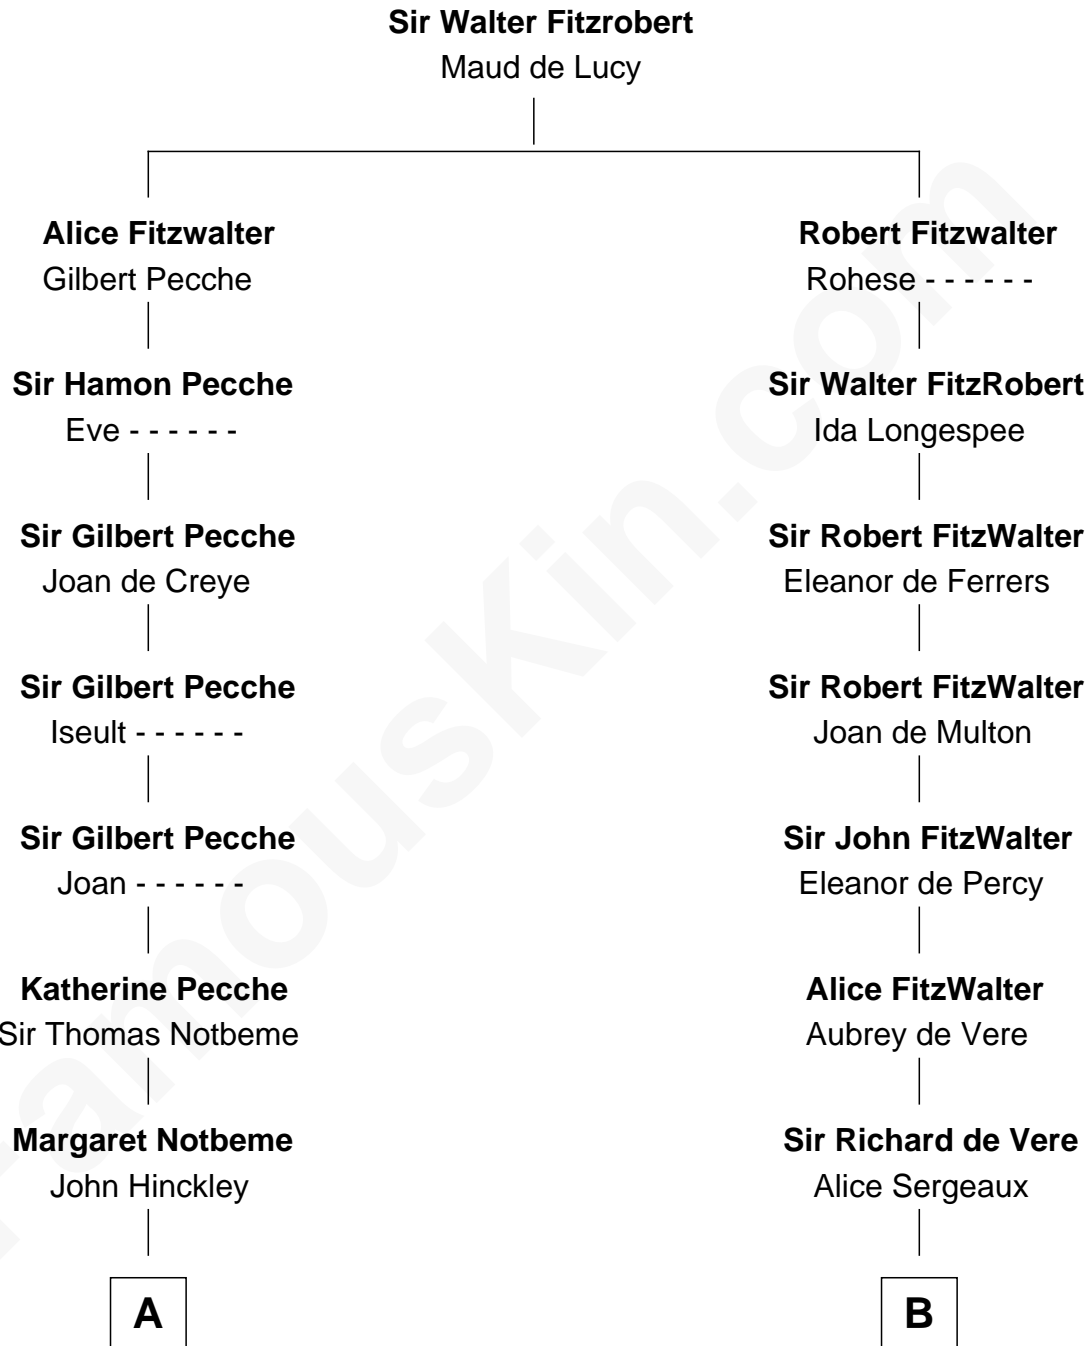 Sir Walter Fitzrobert
Maud de Lucy
Alice Fitzwalter
Gilbert Pecche
Robert Fitzwalter
Rohese - - - - - -
Sir Hamon Pecche
Eve - - - - - -
Sir Walter FitzRobert
Ida Longespee
Sir Gilbert Pecche
Joan de Creye
Sir Robert FitzWalter
Eleanor de Ferrers
Sir Gilbert Pecche
Iseult - - - - - -
Sir Robert FitzWalter
Joan de Multon
Sir Gilbert Pecche
Joan - - - - - -
Sir John FitzWalter
Eleanor de Percy
Katherine Pecche
Sir Thomas Notbeme
Alice FitzWalter
Aubrey de Vere
Margaret Notbeme
John Hinckley
Sir Richard de Vere
Alice Sergeaux
A
B
FamousKin.com